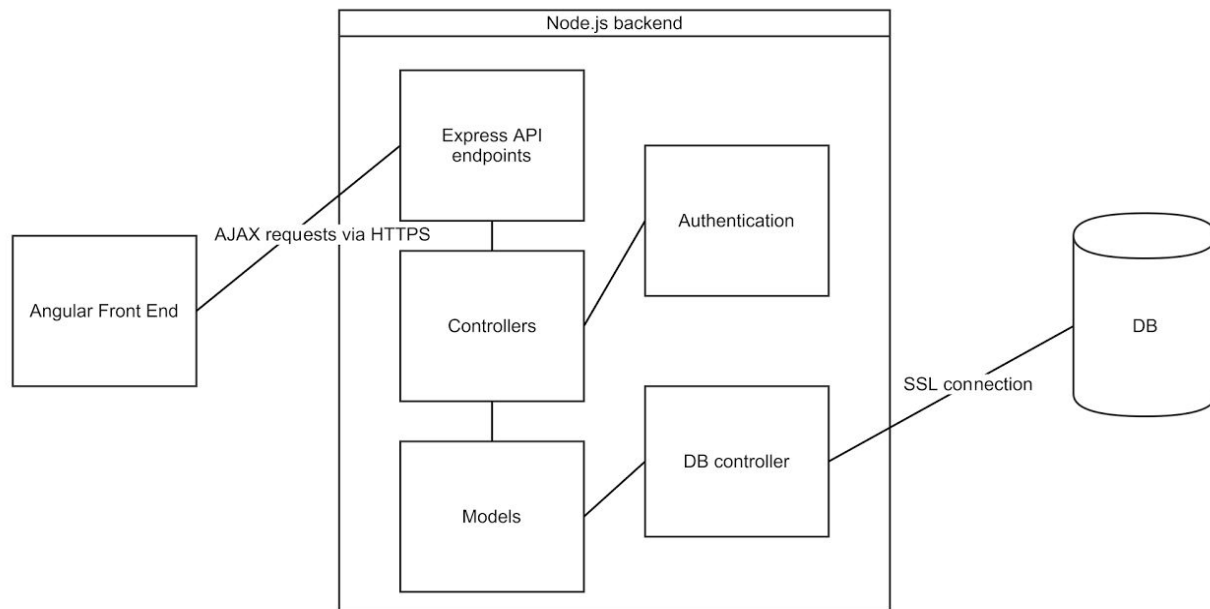 Node.js backend
Express API
endpoints
Authentication
AJAX requests via HTTPS
Angular Front End
Controllers
DB
SSL connection
DB controller
Models